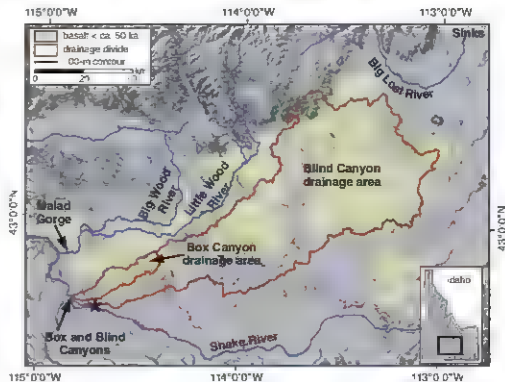 115°0'0"W 114°0'0"W 113°0'0"W
basalt < ca. 50 ka
drainage divide
Sinks
Big Lost River
Blind Canyon
drainage area
Big Wood
River
Little Wood
River
43°0'0"N
43°0'0"N
Malad
Gorge
Box Canyon
drainage area
Idaho
Box and Blind
Canyons
Snake River
115°0'0"W 114°0'0"W 113°0'0"W